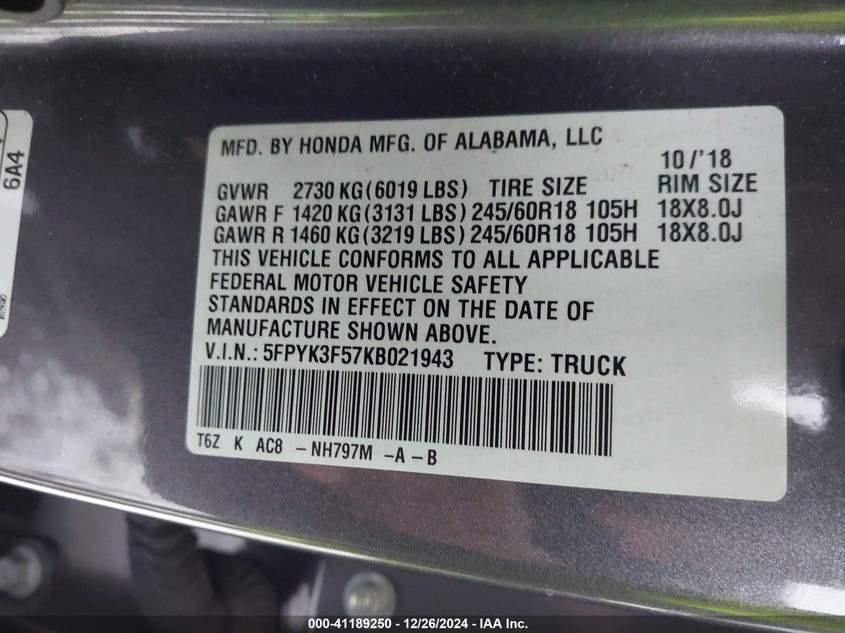 6A4
MFD. BY HONDA MFG. OF ALABAMA, LLC
10/'18
GVWR 2730 KG(6019 LBS) TIRE SIZE RIM SIZE
GAWR F 1420 KG(3131 LBS) 245/60R18 105H 18X8.0J
GAWR R 1460 KG(3219 LBS) 245/60R18 105H 18X8.0J
THIS VEHICLE CONFORMS TO ALL APPLICABLE
FEDERAL MOTOR VEHICLE SAFETY
STANDARDS IN EFFECT ON THE DATE OF
MANUFACTURE SHOWN ABOVE.
V.I.N.: 5FPYK3F57KB021943 TYPE: TRUCK
T6Z K AC8 - NH797M -A - B
000-41189250 - 12/26/2024 - IAA Inc.